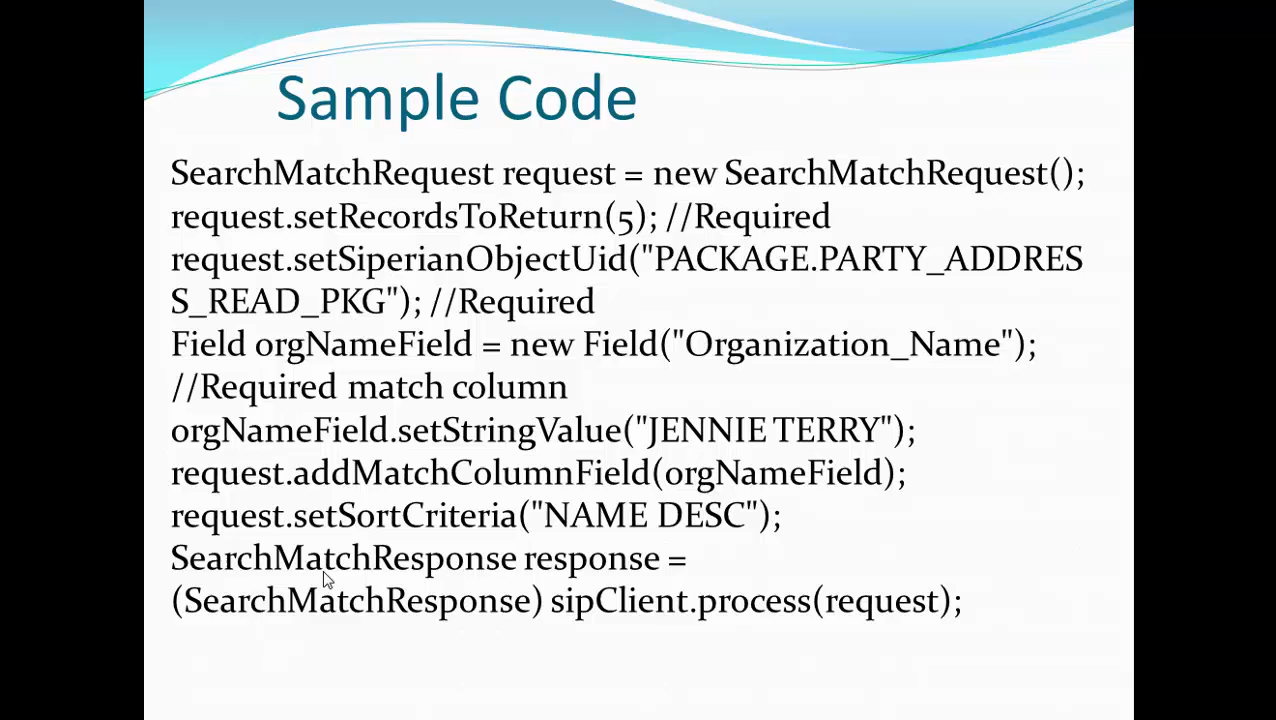 Sample Code
SearchMatchRequest request = new SearchMatchRequest();
request.setRecordsToReturn(5); //Required
request.setSiperianObjectUid("PACKAGE.PARTY_ADDRES
S_READ_PKG"); //Required
Field orgNameField = new Field("Organization_Name");
//Required match column
orgNameField.setStringValue("JENNIE TERRY");
request.addMatchColumnField(orgNameField);
request.setSortCriteria("NAME DESC");
SearchMatchResponse response =
(SearchMatchResponse) sipClient.process(request);